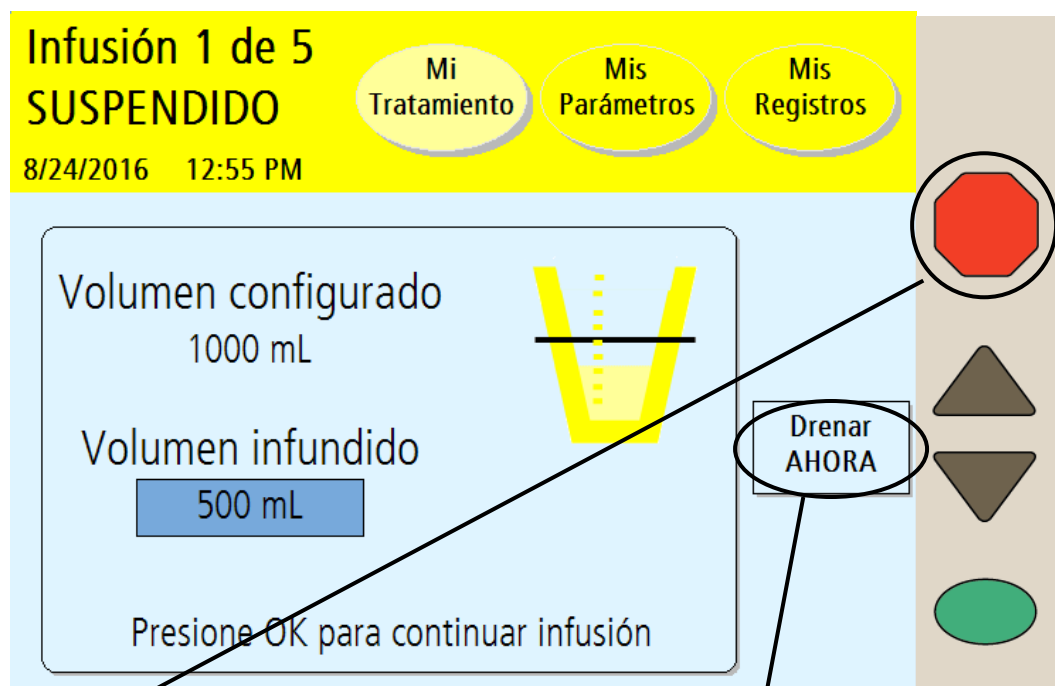 Infusión 1 de 5
SUSPENDIDO
8/24/2016 12:55 PM
Mi
Tratamiento
Mis
Parámetros
Mis
Registros
Volumen configurado
1000 mL
Volumen infundido
500 mL
Presione OK para continuar infusión
Drenar
AHORA